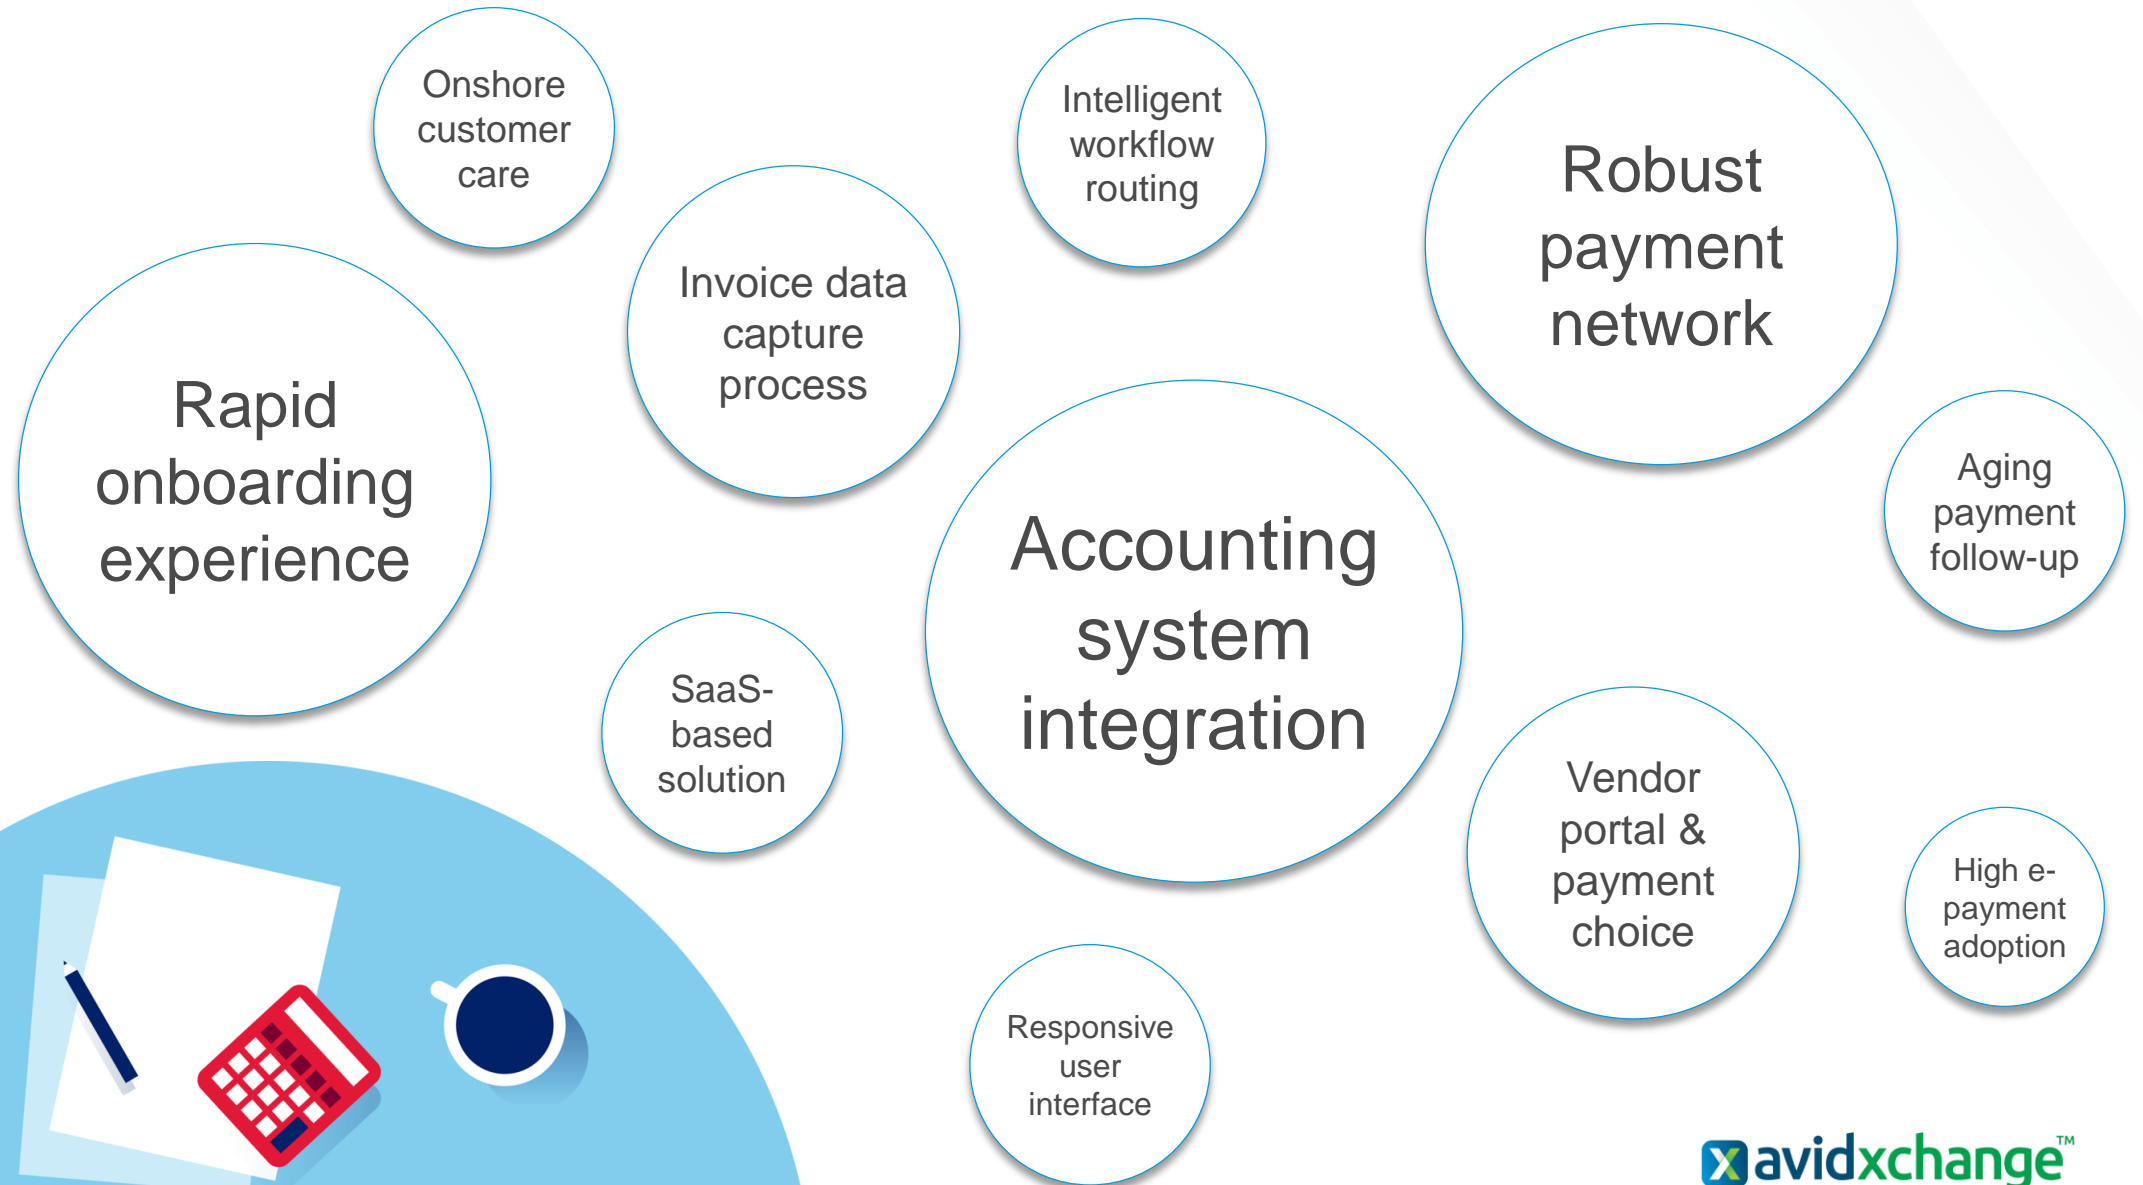 Onshore
customer
care
Intelligent
workflow
routing
Robust
payment
network
Invoice data
capture
process
Rapid
onboarding
experience
Accounting
system
integration
Aging
payment
follow-up
SaaS-
based
solution
Vendor
portal &
payment
choice
High e-
payment
adoption
Responsive
user
interface
avidxchange™